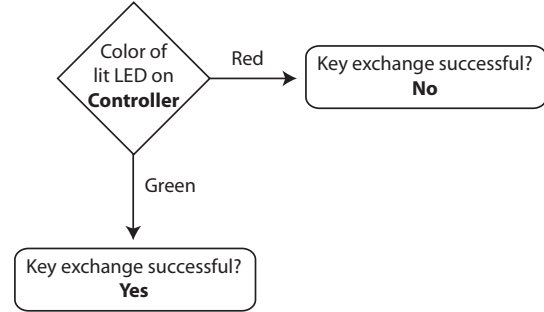 Color of
lit LED on
Controller
Red
Key exchange successful?
No
Green
Key exchange successful?
Yes